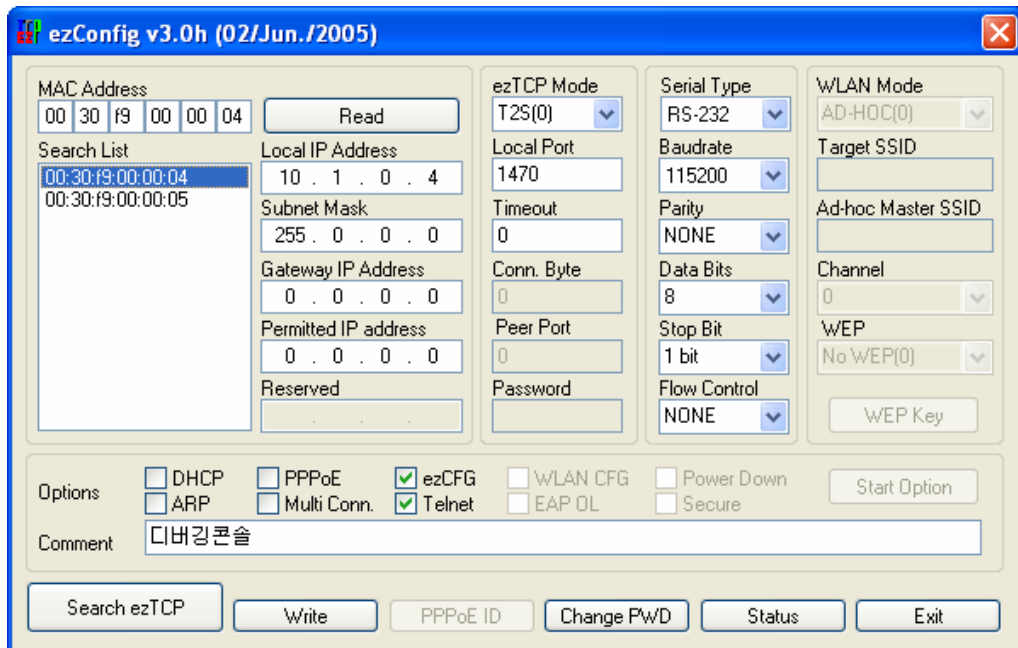 ezConfig v3.0h (02/Jun./2005)
MAC Address
00 30 f9 00 00 04
Read
Search List
00:30:f9:00:00:04
00:30:f9:00:00:05
Local IP Address
10 . 1 . 0 . 4
Subnet Mask
255 . 0 . 0 . 0
Gateway IP Address
0 . 0 . 0 . 0
Permitted IP address
0 . 0 . 0 . 0
Reserved
. . .
ezTCP Mode
T2S(0)
Local Port
1470
Timeout
0
Conn. Byte
0
Peer Port
0
Password
Serial Type
RS-232
Baudrate
115200
Parity
NONE
Data Bits
8
Stop Bit
1 bit
Flow Control
NONE
WLAN Mode
AD-HOC(0)
Target SSID
Ad-hoc Master SSID
Channel
0
WEP
No WEP(0)
WEP Key
Options
DHCP PPPoE ezCFG WLAN CFG Power Down
ARP Multi Conn. Telnet EAP OL Secure
Start Option
Comment 디버깅콘솔
Search ezTCP Write PPPoE ID Change PWD Status Exit